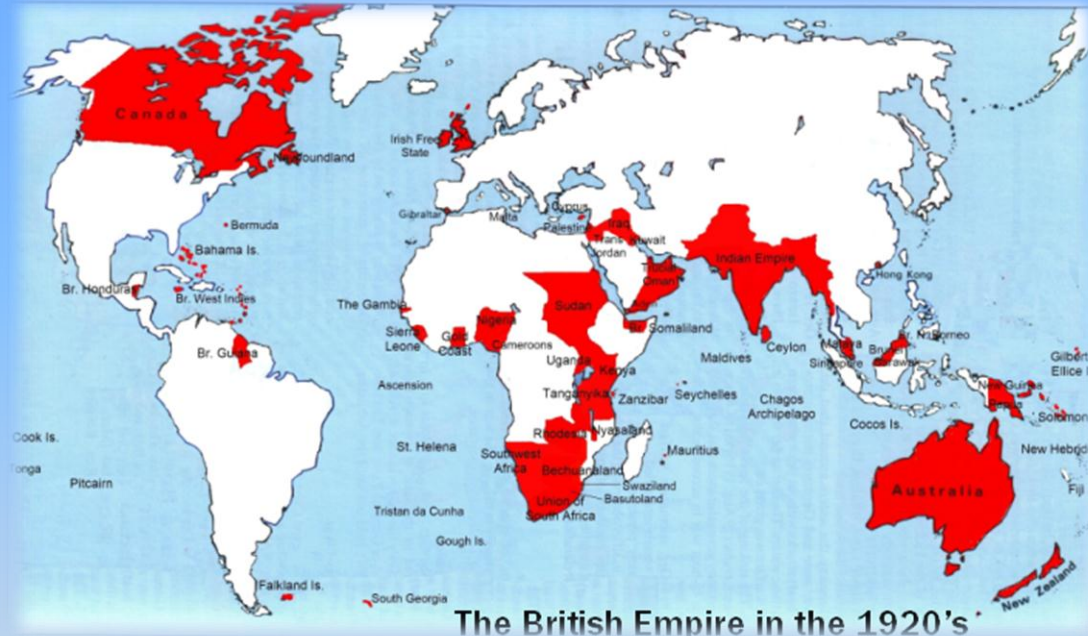 Canada
Newfoundland
Irish Free
State
Gibraltar
Malta
Cyprus
Palestine
Iraq
Trans
Jordan
Kuwait
Trucial
Oman
Aden
Bermuda
Bahama Is.
Br. Honduras
Br. West Indies
Br. Guiana
The Gambia
Sierra
Leone
Gold
Coast
Nigeria
Cameroons
Sudan
Br. Somaliland
Uganda
Kenya
Tanganyika
Zanzibar
Indian Empire
Ceylon
Maldives
Seychelles
Chagos
Archipelago
Hong Kong
Malaya
Singapore
Brunei
Sarawak
Br. N. Borneo
Cocos Is.
New Guinea
Papua
Gilbert
Ellice
Solomon
New Hebrid
Fiji
Ascension
St. Helena
Rhodesia
Nyasaland
Mauritius
Southwest
Africa
Bechuanaland
Swaziland
Basutoland
Union of
South Africa
Tristan da Cunha
Gough Is.
Cook Is.
Tonga
Pitcairn
Australia
New Zealand
Falkland Is.
South Georgia
The British Empire in the 1920's